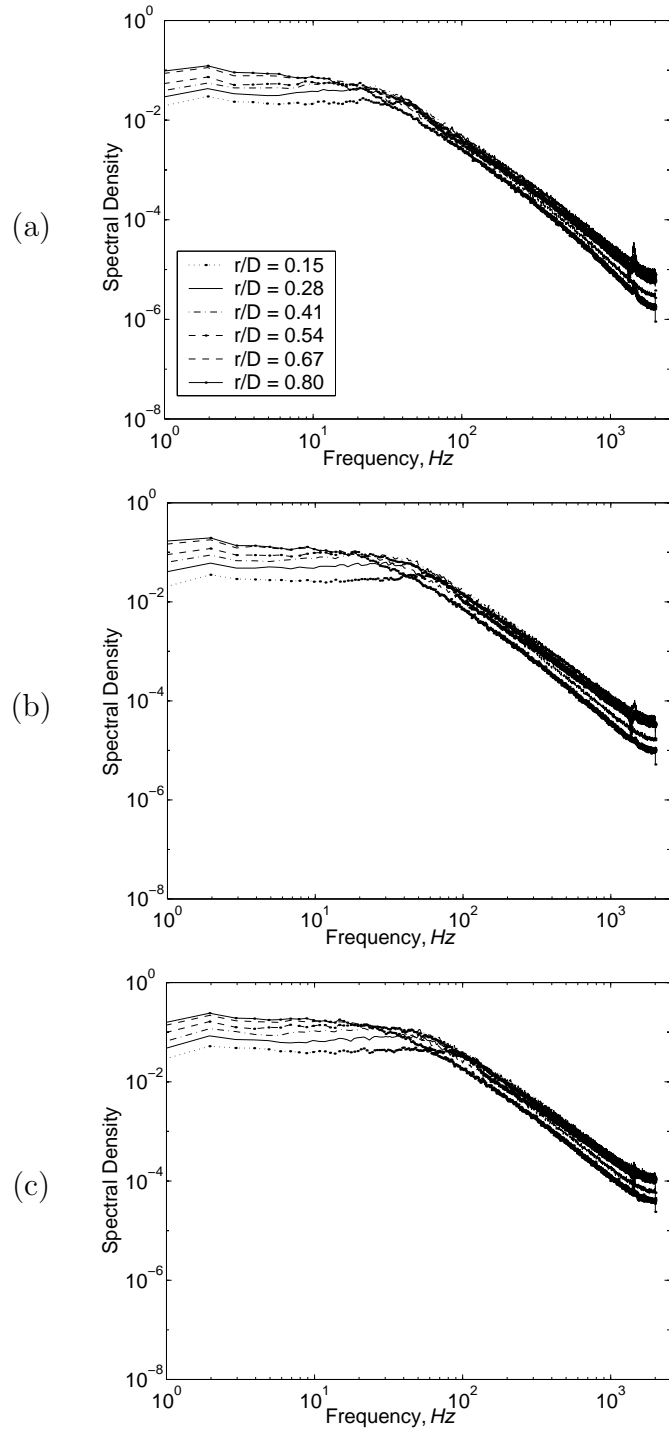 (a)
Spectral Density
10^0
10^−2
10^−4
10^−6
10^−8
r/D = 0.15
r/D = 0.28
r/D = 0.41
r/D = 0.54
r/D = 0.67
r/D = 0.80
10^0 10^1 10^2 10^3
Frequency, Hz
(b)
Spectral Density
10^0
10^−2
10^−4
10^−6
10^−8
10^0 10^1 10^2 10^3
Frequency, Hz
(c)
Spectral Density
10^0
10^−2
10^−4
10^−6
10^−8
10^0 10^1 10^2 10^3
Frequency, Hz